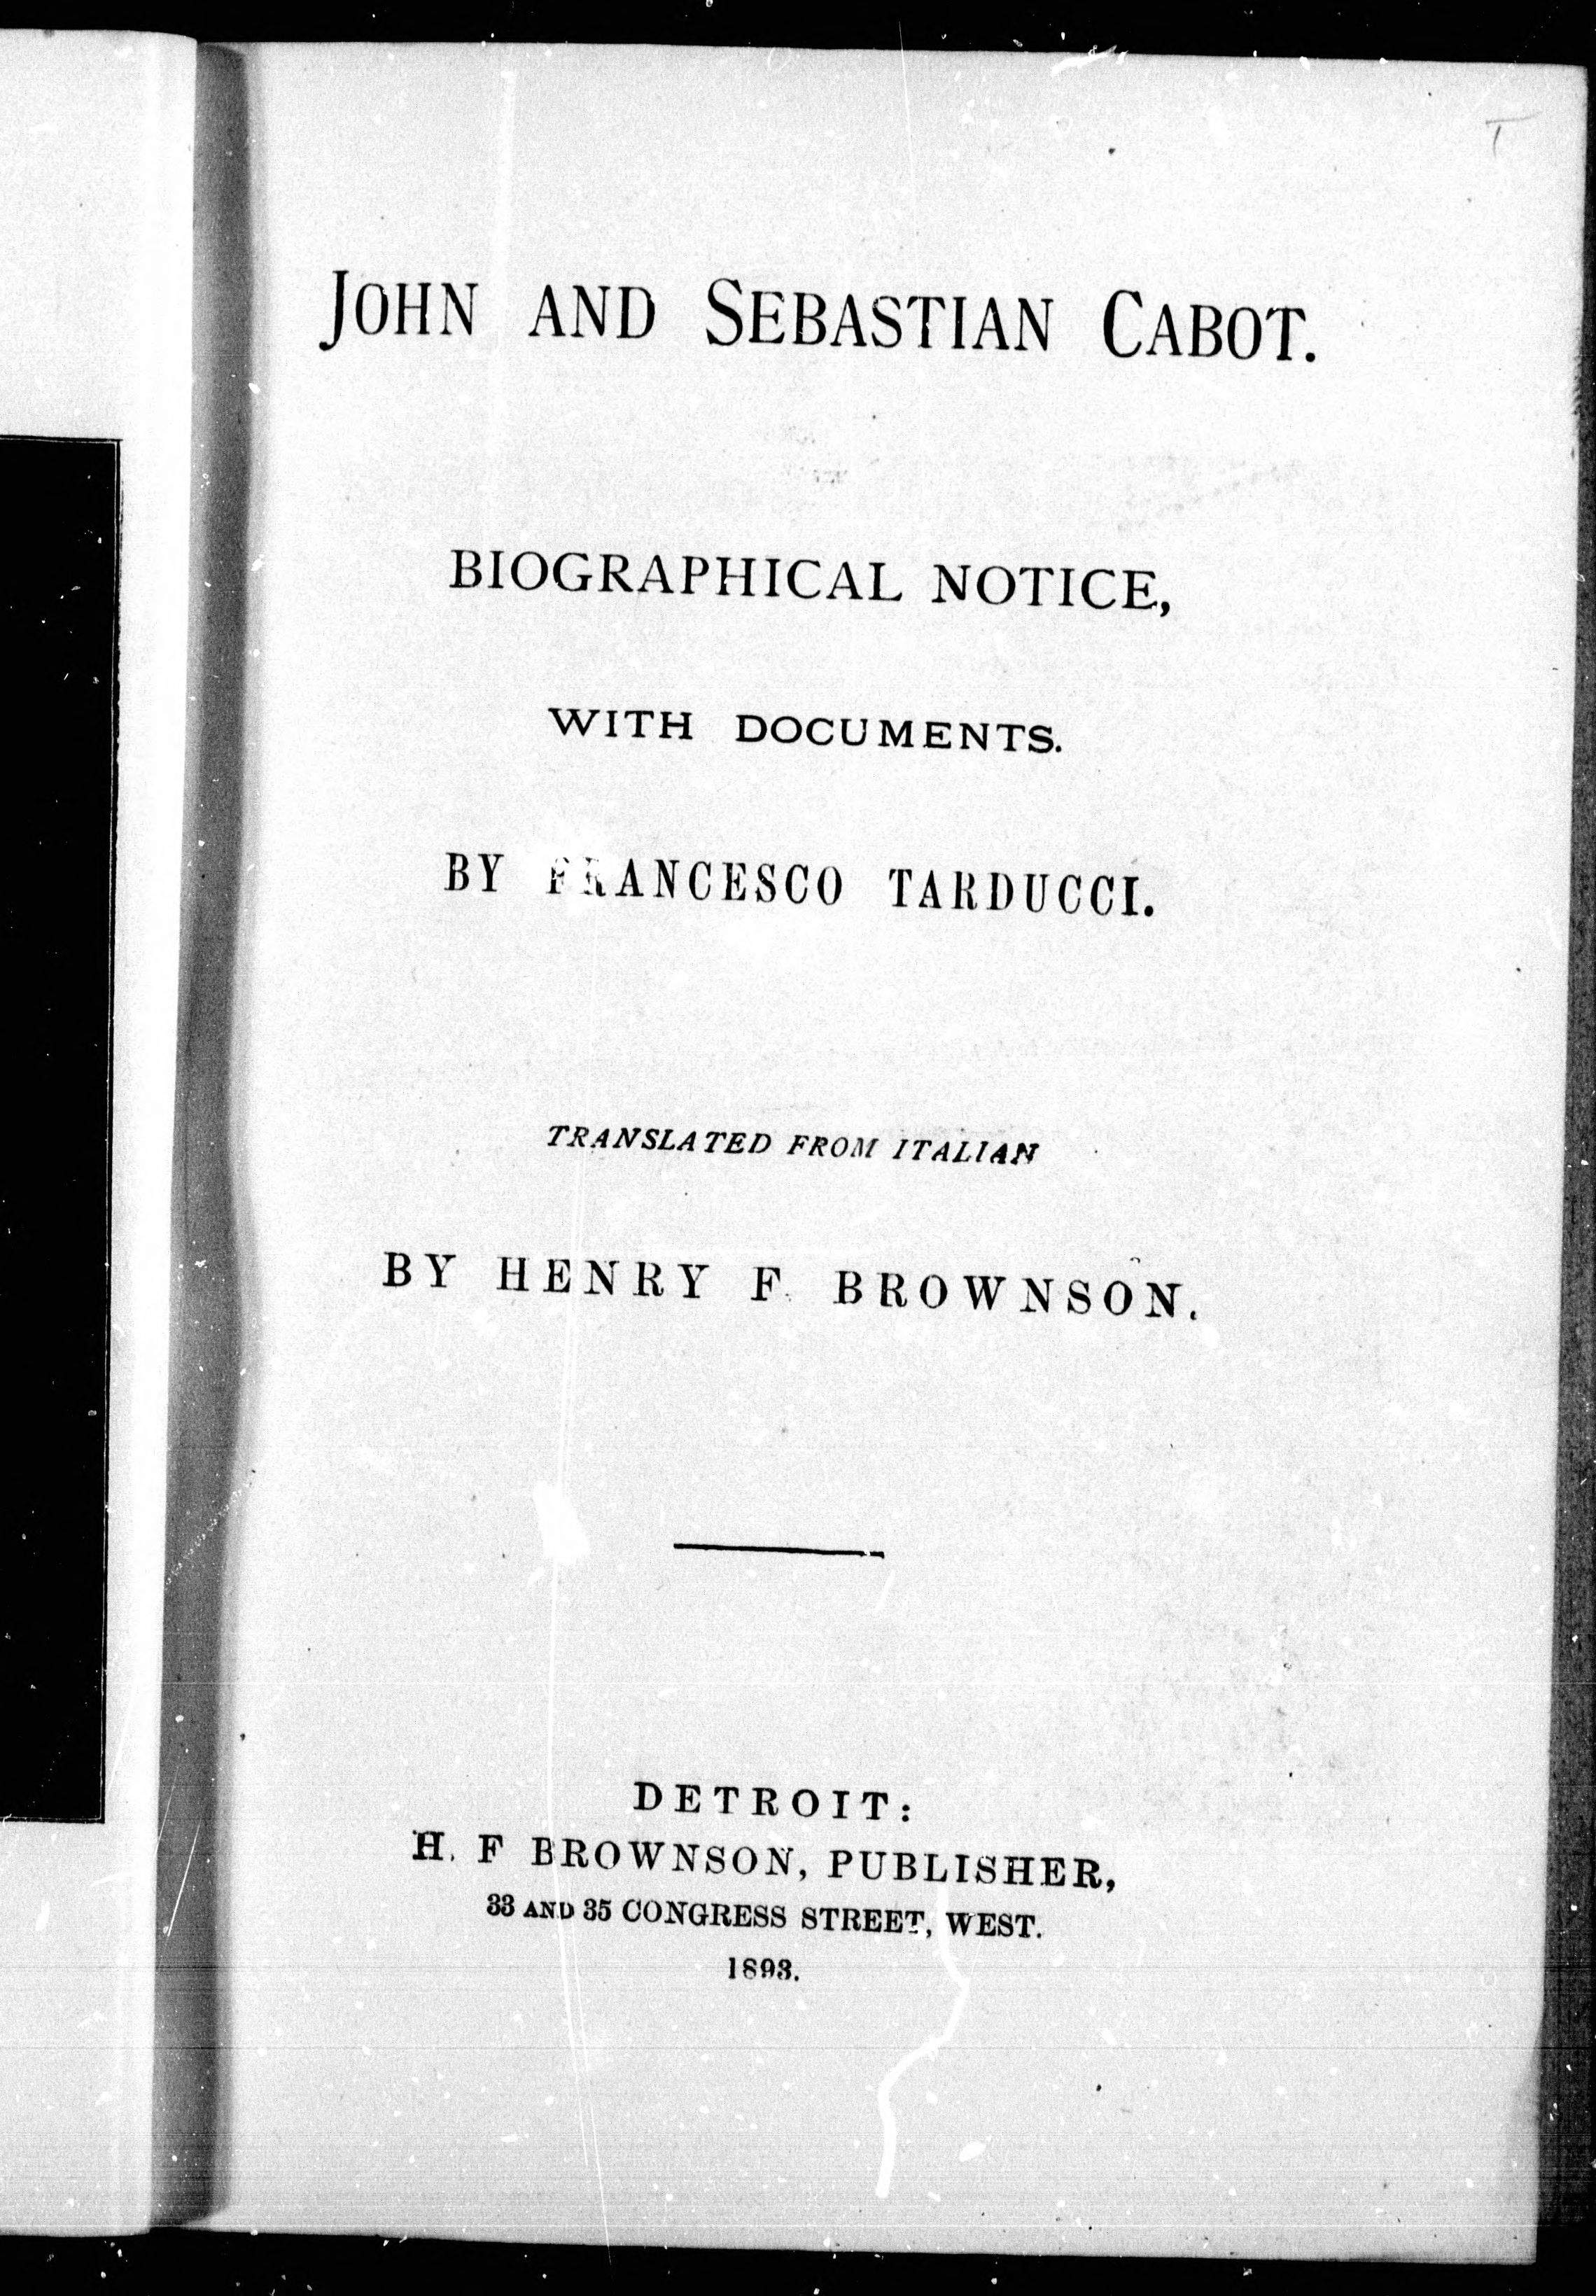 JOHN AND SEBASTIAN CABOT.
BIOGRAPHICAL NOTICE,
WITH DOCUMENTS.
BY FRANCESCO TARDUCCI.
TRANSLATED FROM ITALIAN
BY HENRY F. BROWNSON.
DETROIT:
H. F BROWNSON, PUBLISHER,
33 AND 35 CONGRESS STREET, WEST.
1893.